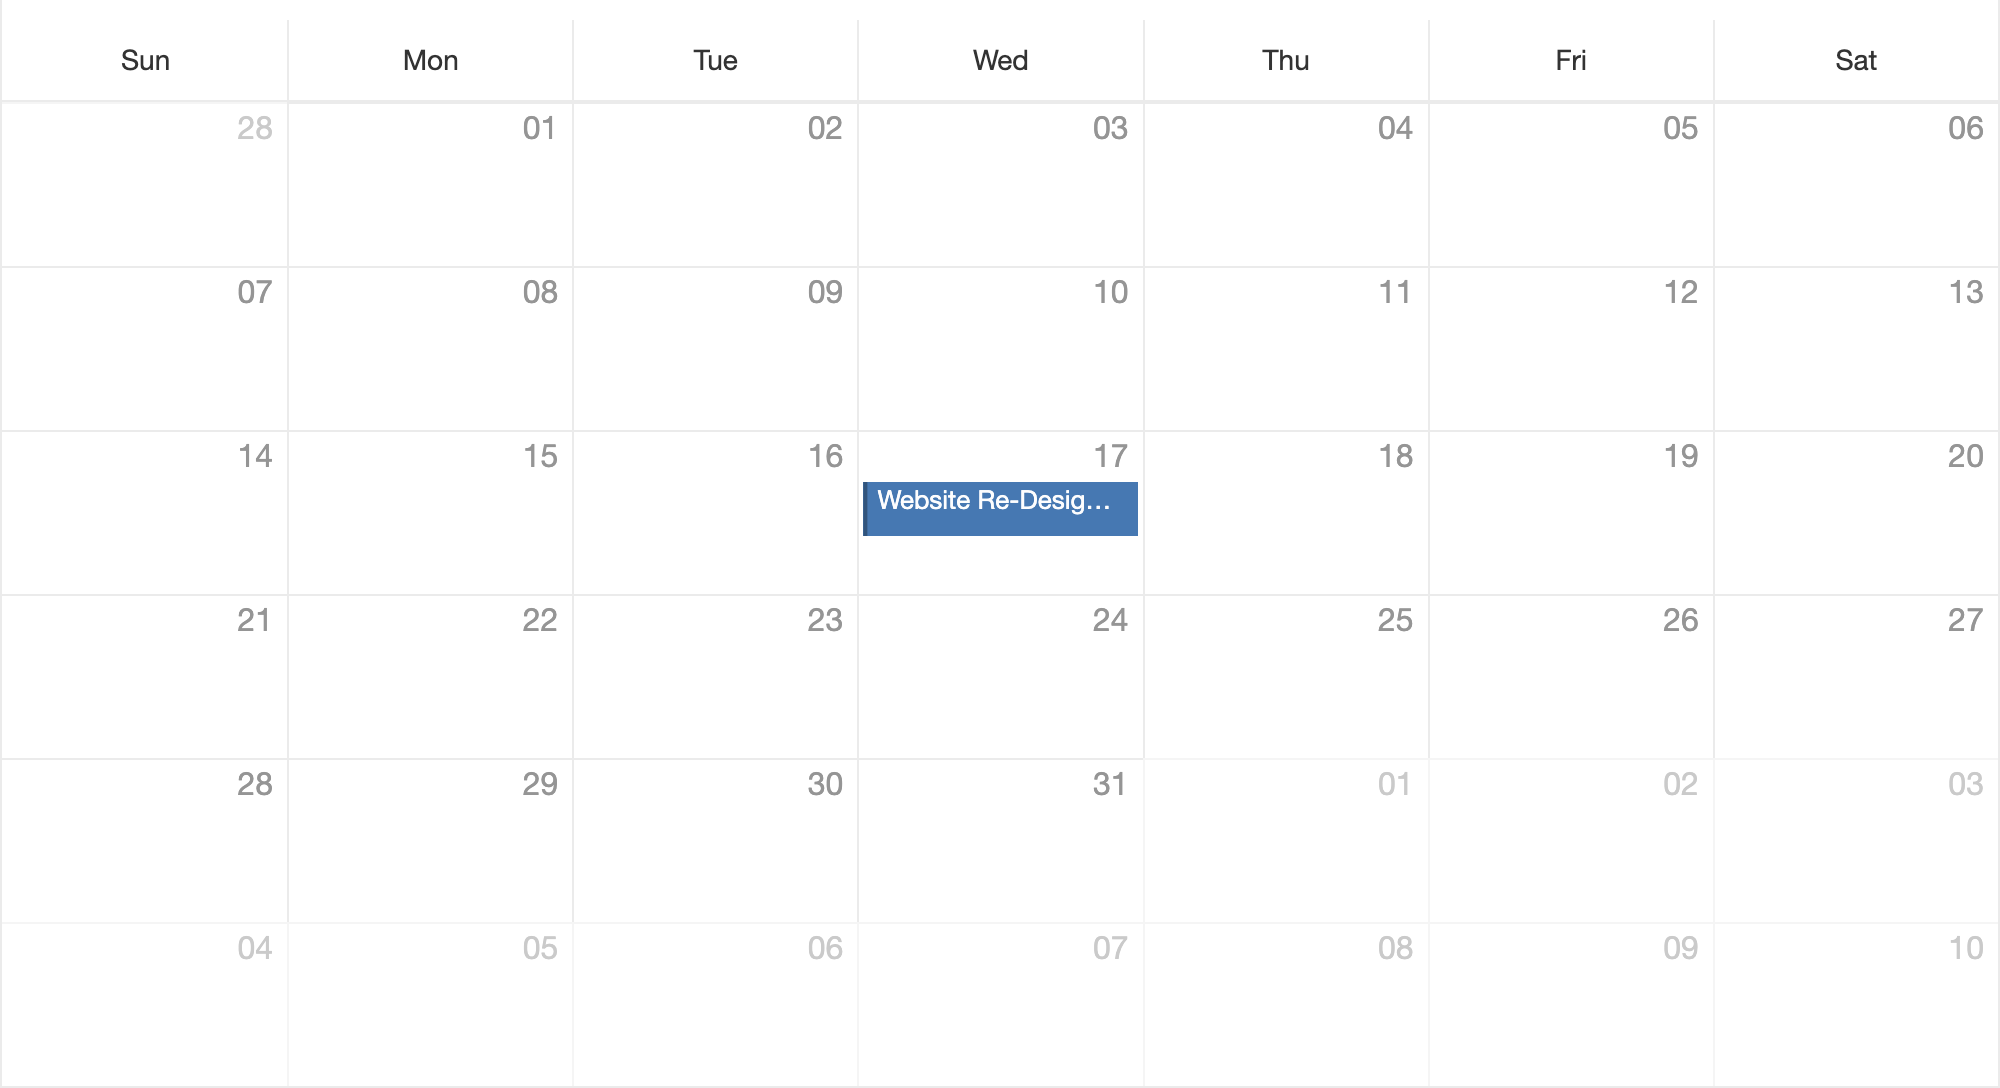 Sun Mon Tue Wed Thu Fri Sat
28 01 02 03 04 05 06
07 08 09 10 11 12 13
14 15 16 17 18 19 20
Website Re-Desig...
21 22 23 24 25 26 27
28 29 30 31 01 02 03
04 05 06 07 08 09 10